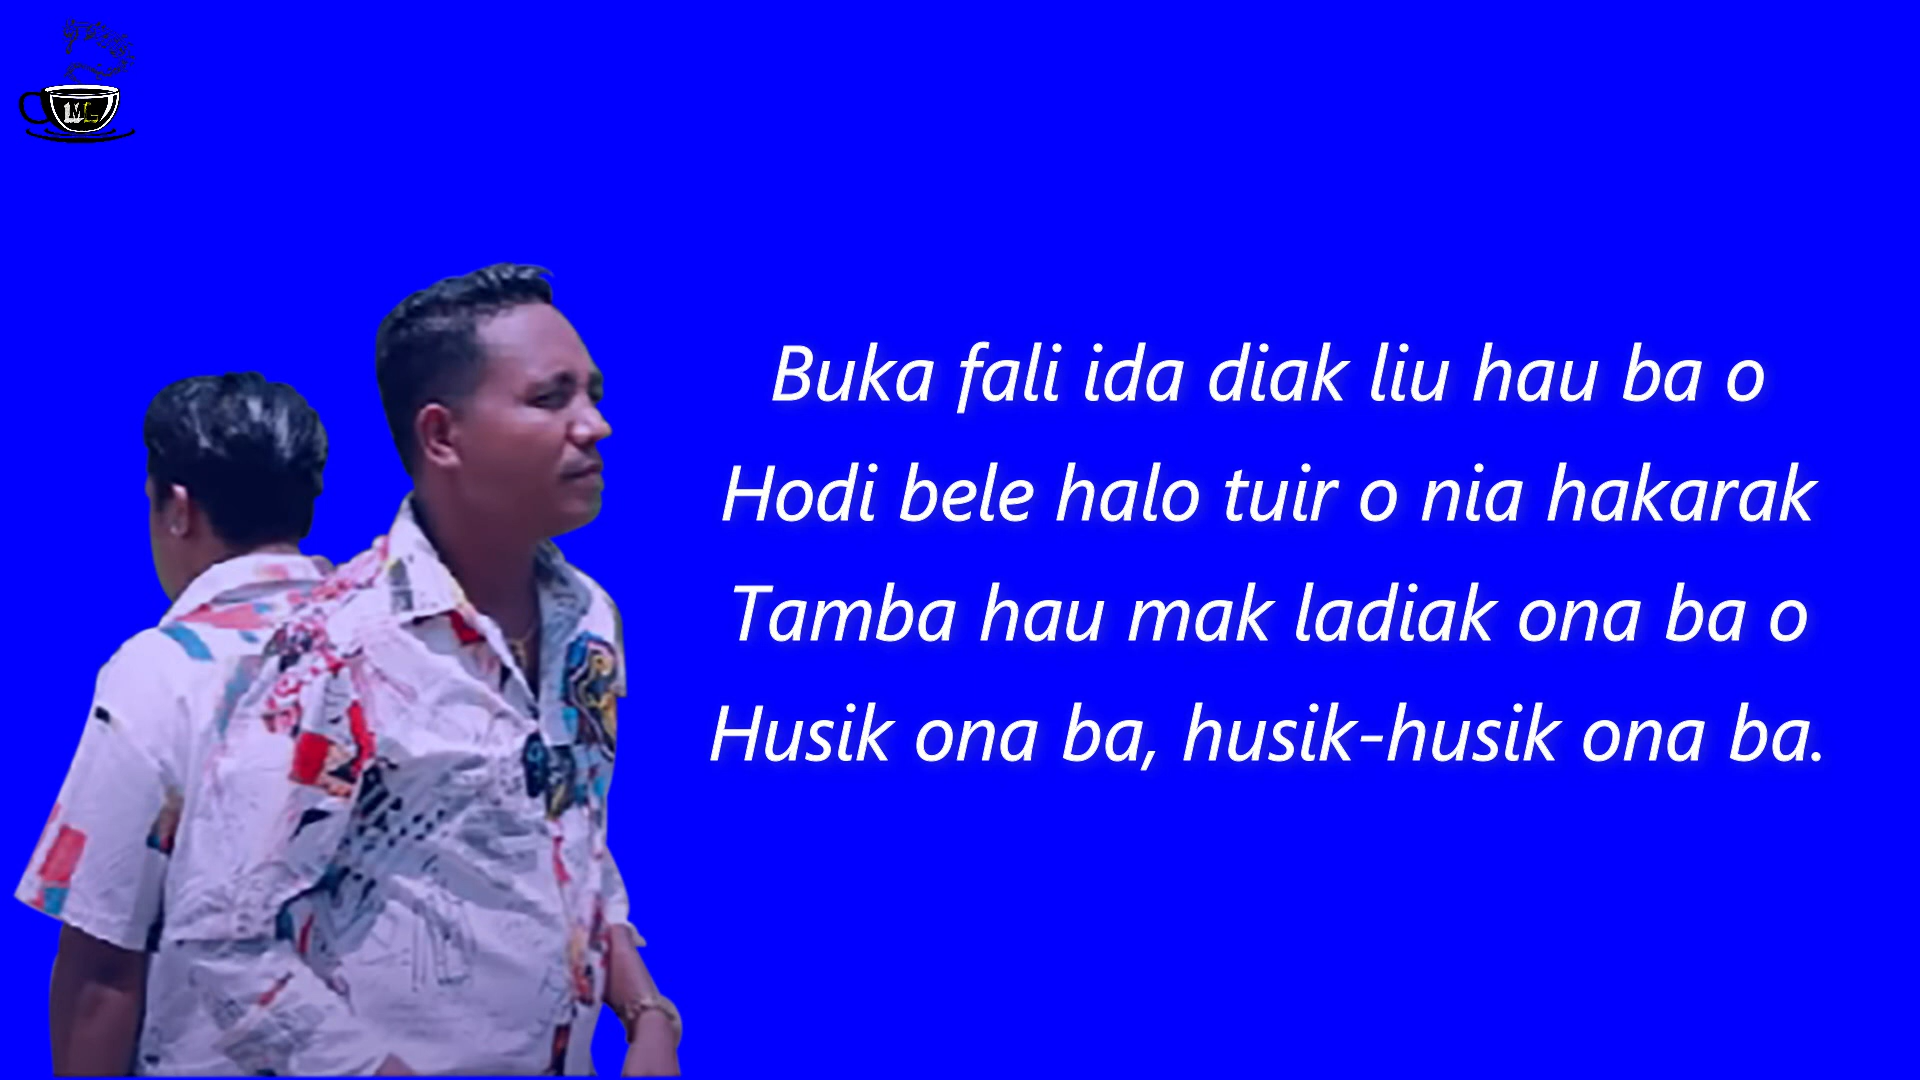 Buka fali ida diak liu hau ba o
Hodi bele halo tuir o nia hakarak
Tamba hau mak ladiak ona ba o
Husik ona ba, husik-husik ona ba.